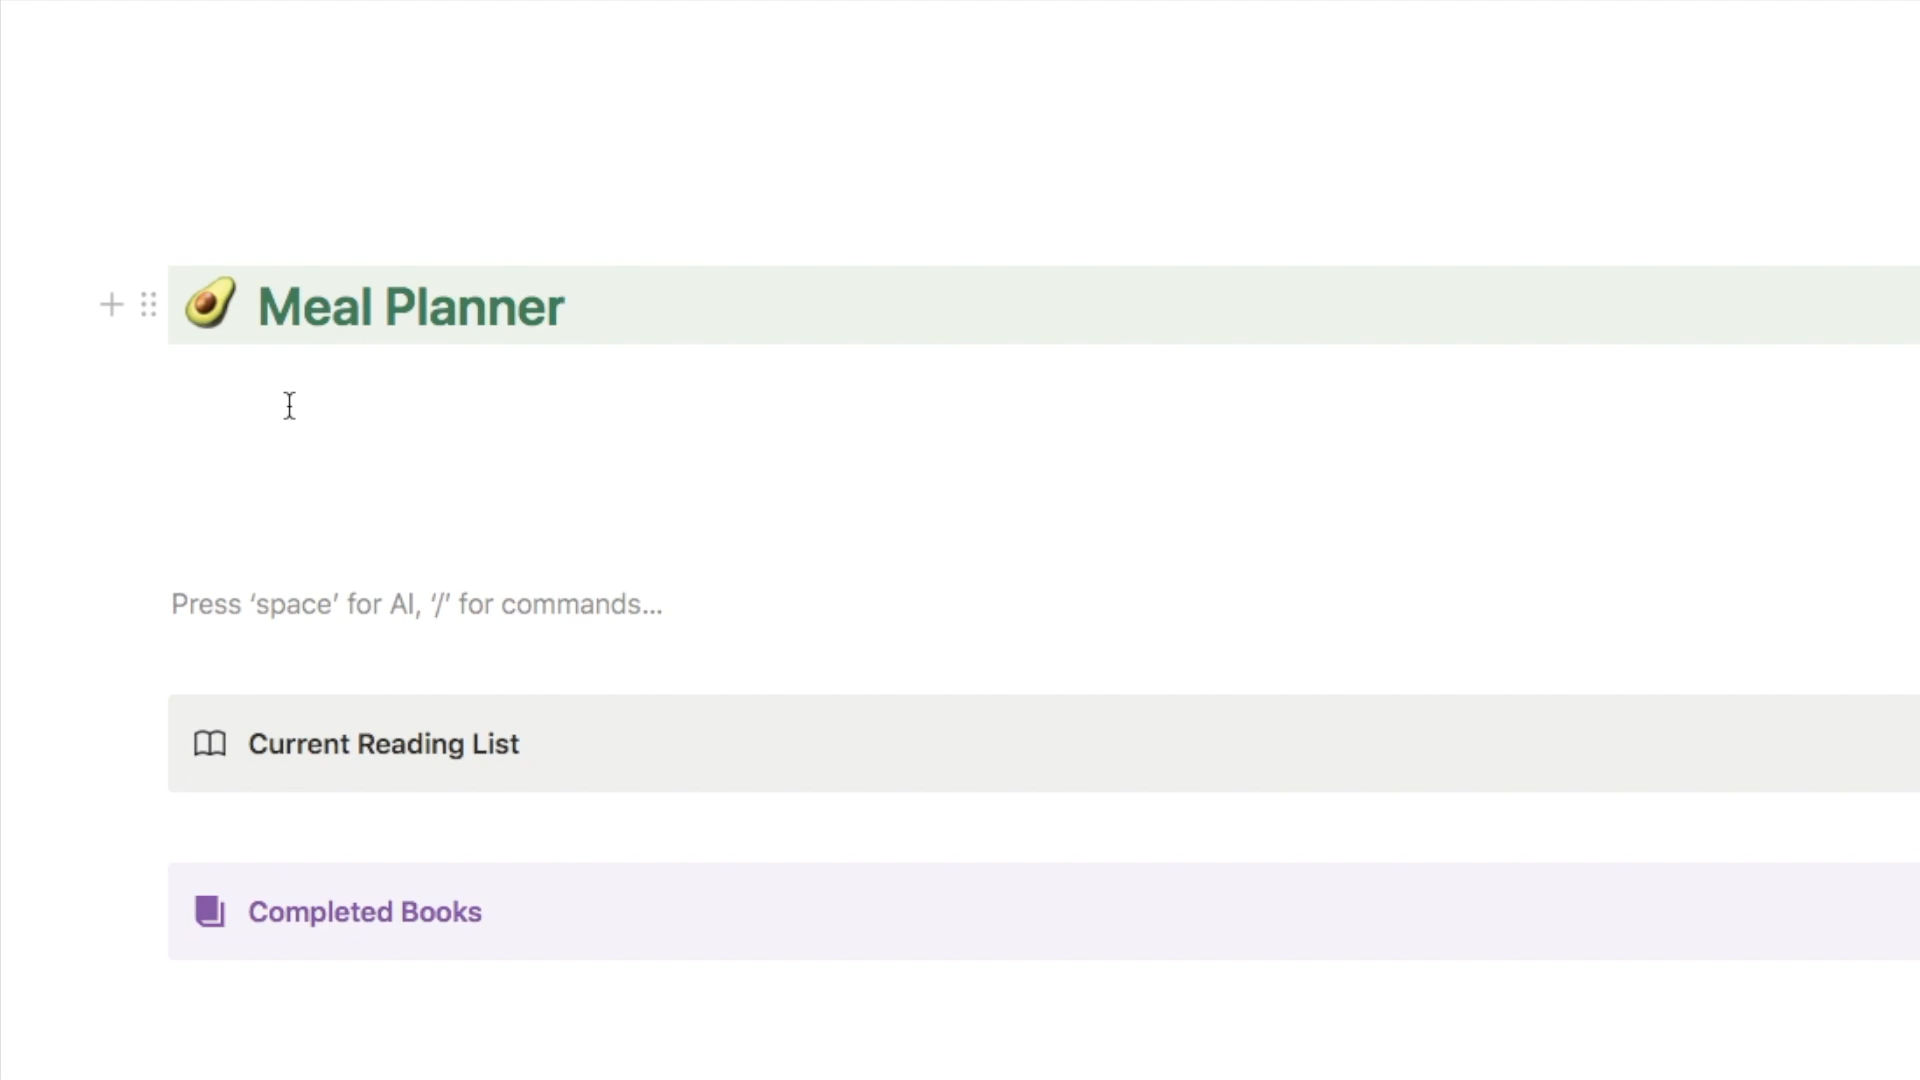 🥑 Meal Planner
Press ‘space’ for AI, ‘/’ for commands…
Current Reading List
Completed Books